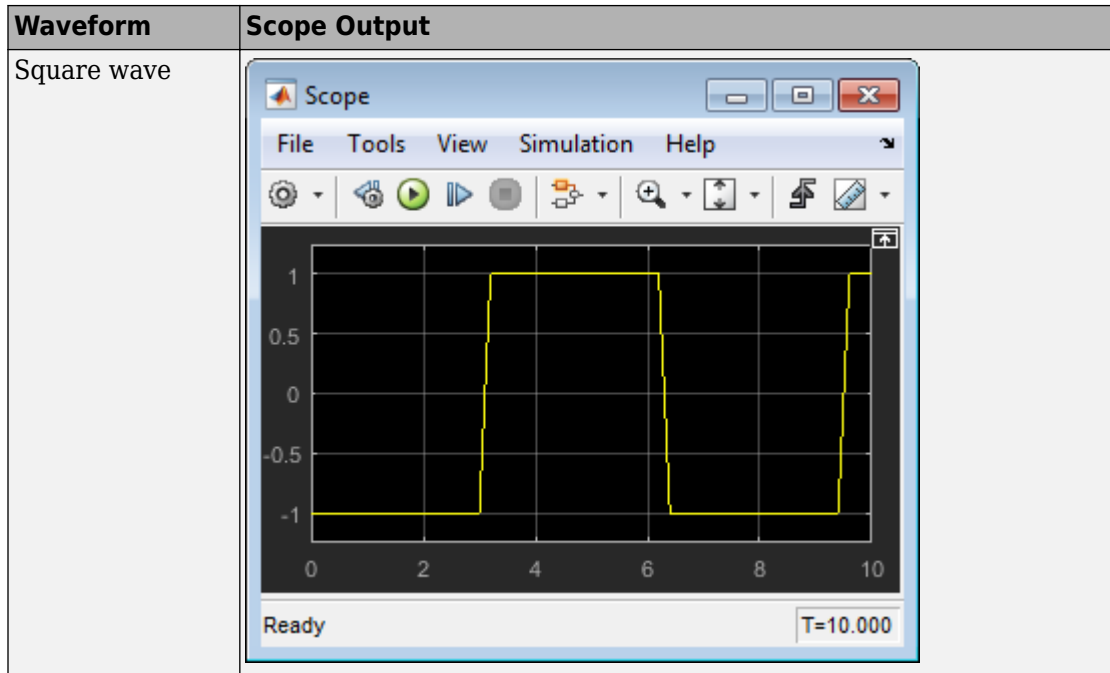 Waveform Scope Output
Square wave
Scope
File Tools View Simulation Help
1
0.5
0
-0.5
-1
0 2 4 6 8 10
Ready T=10.000